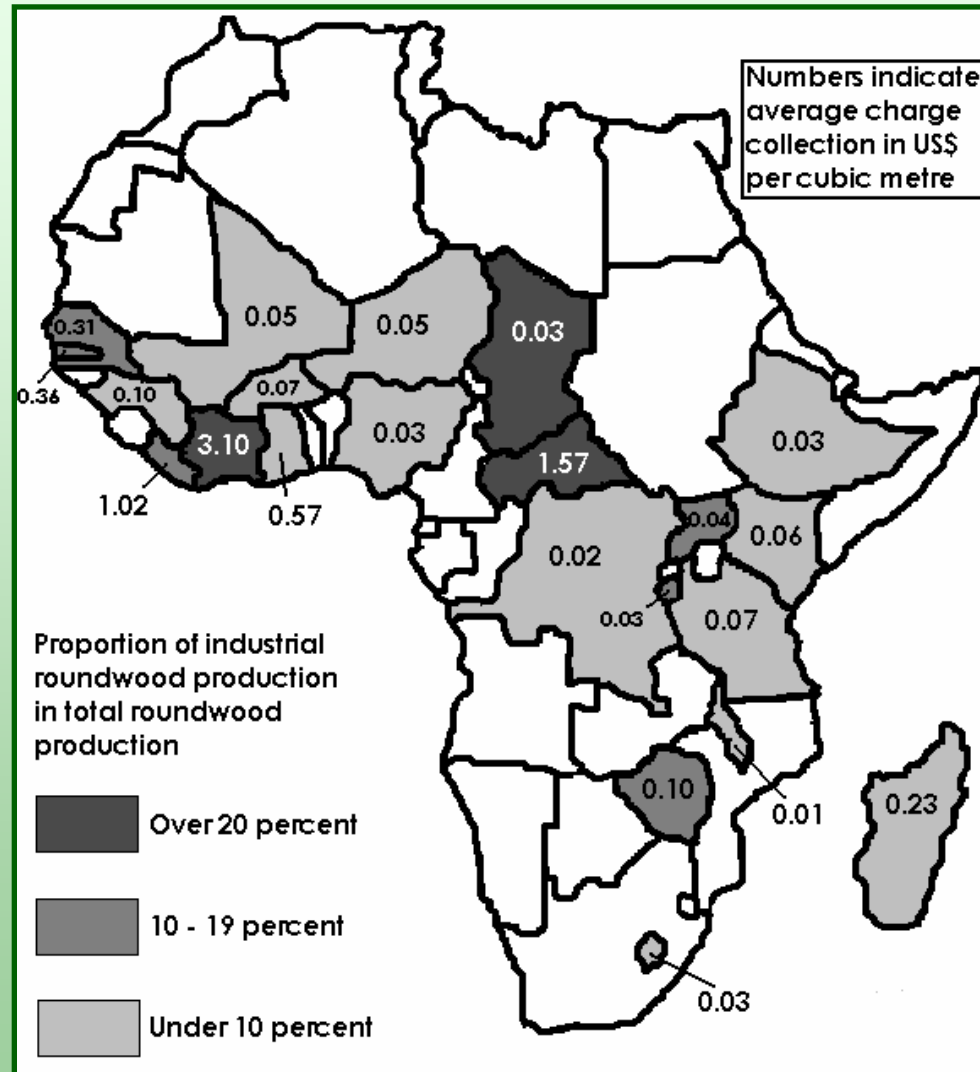 Numbers indicate
average charge
collection in US$
per cubic metre
0.05
0.05
0.03
0.31
0.36
0.10
0.07
3.10
0.03
1.57
0.03
1.02
0.57
0.04
0.06
0.02
0.03
0.07
Proportion of industrial
roundwood production
in total roundwood
production
0.10
0.01
0.23
Over 20 percent
10 - 19 percent
0.03
Under 10 percent